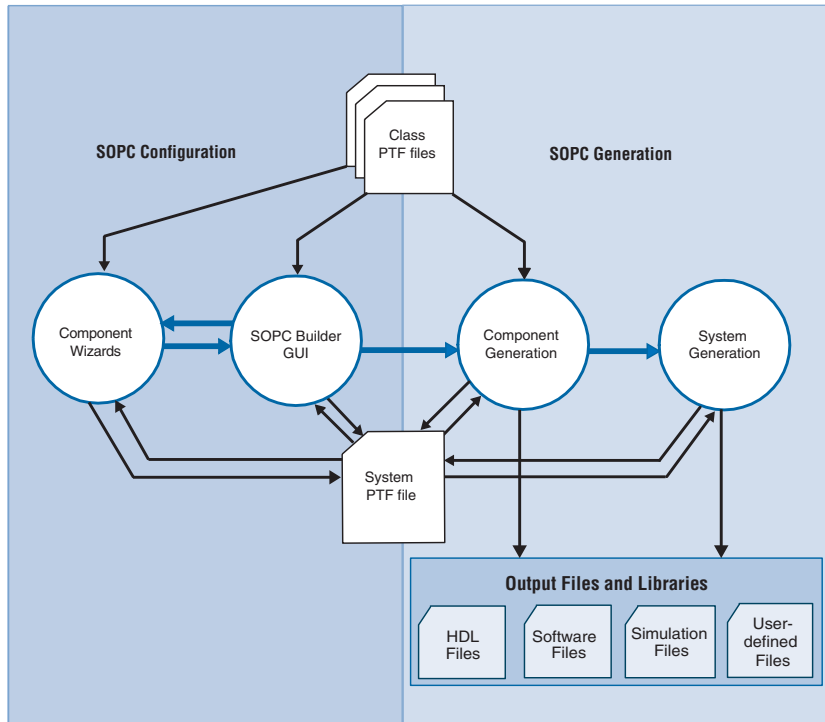 Class
PTF files
SOPC Configuration
SOPC Generation
Component
Wizards
SOPC Builder
GUI
Component
Generation
System
Generation
System
PTF file
Output Files and Libraries
HDL
Files
Software
Files
Simulation
Files
User-
defined
Files